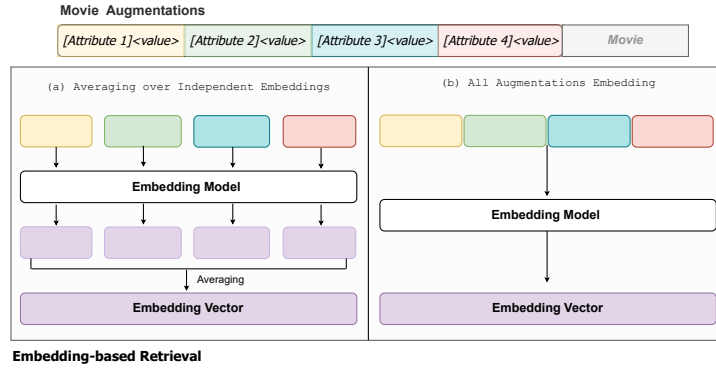 Movie Augmentations
[Attribute 1]<value> [Attribute 2]<value> [Attribute 3]<value> [Attribute 4]<value> Movie
(a) Averaging over Independent Embeddings
Embedding Model
Averaging
Embedding Vector
(b) All Augmentations Embedding
Embedding Model
Embedding Vector
Embedding-based Retrieval